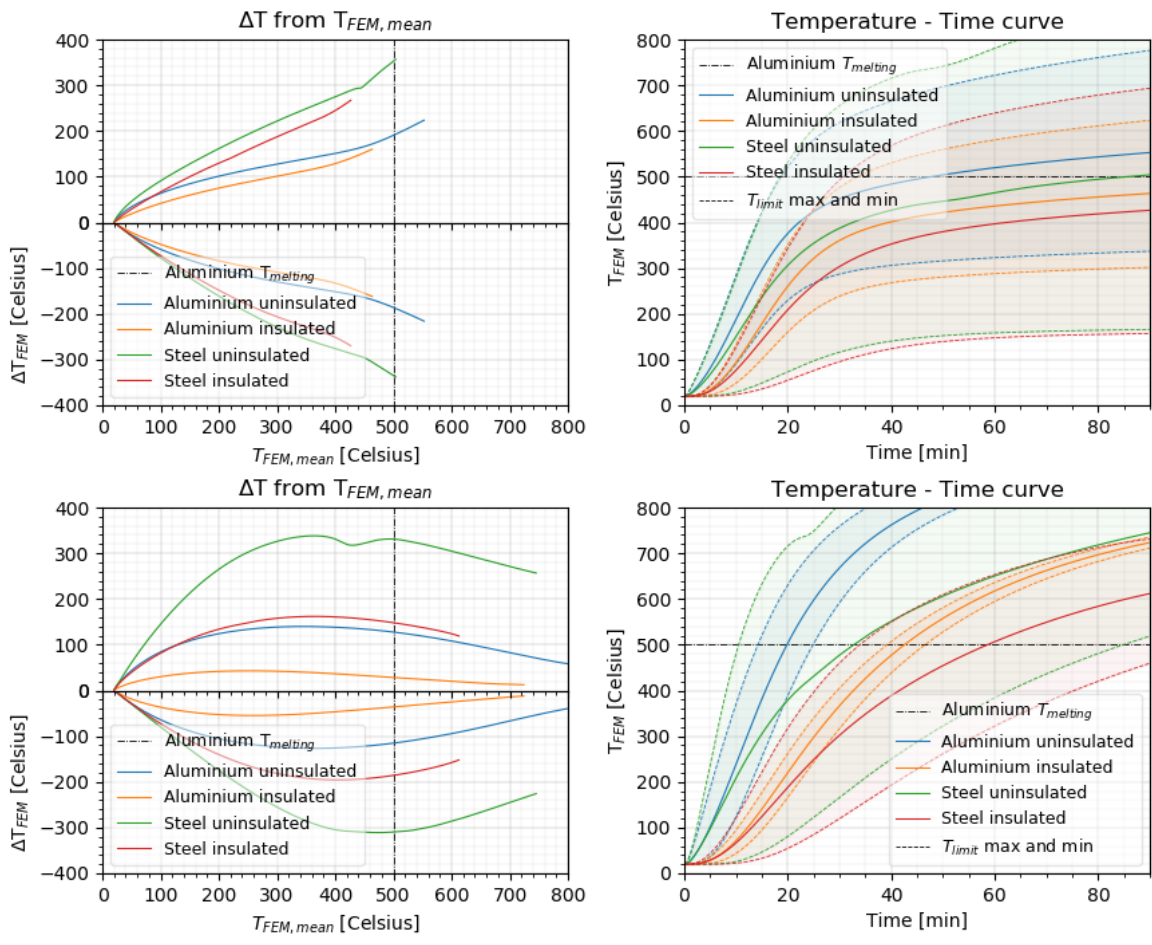 ΔT from T_FEM, mean
400
300
200
100
0
0
−100
−200
−300
−400
ΔT_FEM [Celsius]
Aluminium T_melting
Aluminium uninsulated
Aluminium insulated
Steel uninsulated
Steel insulated
0 100 200 300 400 500 600 700 800
T_FEM, mean [Celsius]
Temperature - Time curve
800
700
600
500
400
300
200
100
0
T_FEM [Celsius]
Aluminium T_melting
Aluminium uninsulated
Aluminium insulated
Steel uninsulated
Steel insulated
T_limit max and min
0 20 40 60 80
Time [min]
ΔT from T_FEM, mean
400
300
200
100
0
0
−100
−200
−300
−400
ΔT_FEM [Celsius]
Aluminium T_melting
Aluminium uninsulated
Aluminium insulated
Steel uninsulated
Steel insulated
0 100 200 300 400 500 600 700 800
T_FEM, mean [Celsius]
Temperature - Time curve
800
700
600
500
400
300
200
100
0
T_FEM [Celsius]
Aluminium T_melting
Aluminium uninsulated
Aluminium insulated
Steel uninsulated
Steel insulated
T_limit max and min
0 20 40 60 80
Time [min]